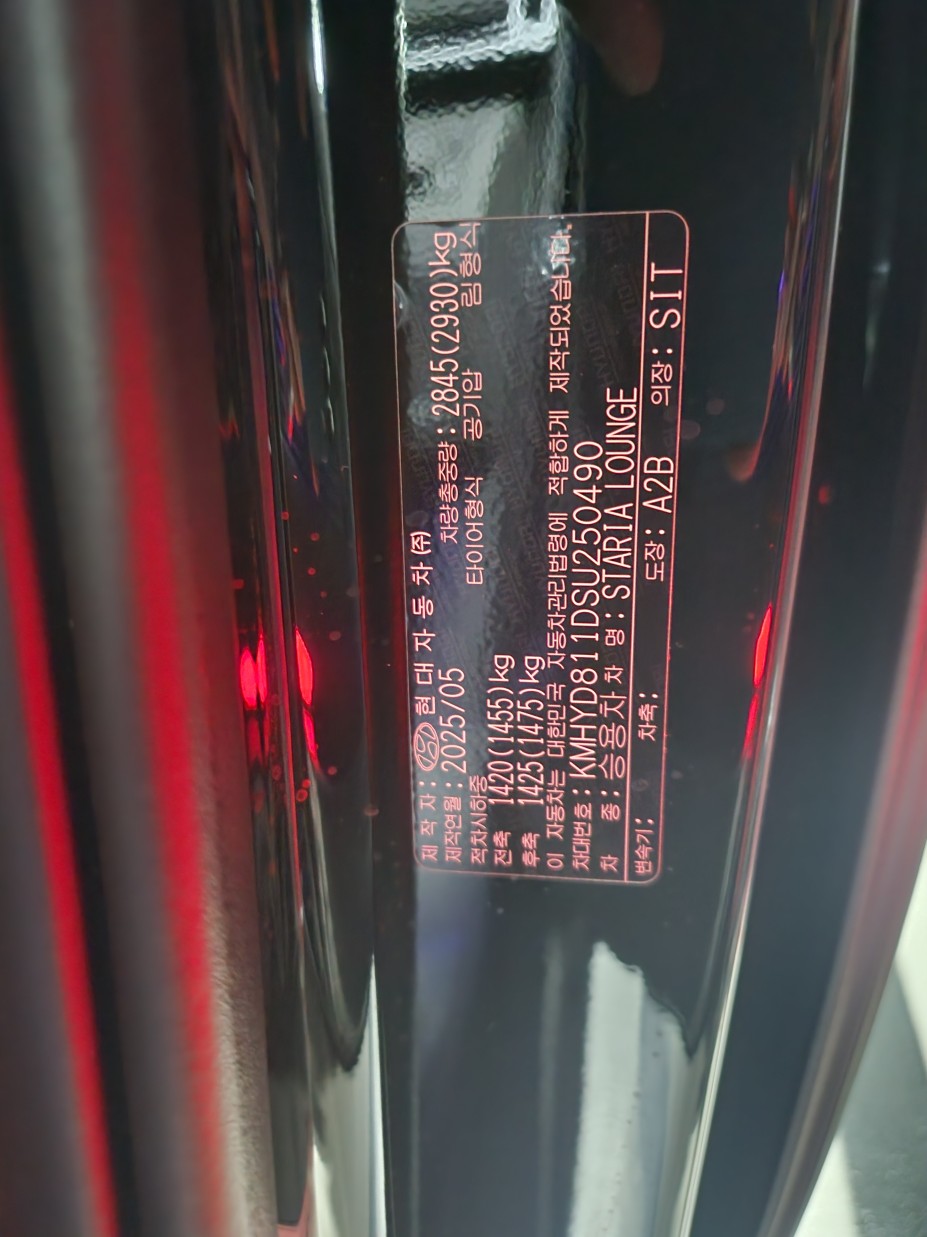 제 작 자 : 현 대 자 동 차 ㈜
제작연월 : 2025/05 차량총중량 : 2845(2930)kg
적차시하중 타이어형식 공기압 림형식
전축 1420(1455)kg
후축 1425(1475)kg
이 자동차는 대한민국 자동차관리법령에 적합하게 제작되었습니다.
차대번호 : KMHYD811DSU250490
차 종 : 승용차 차 명 : STARIA LOUNGE
변속기 : 차축 : 도장 : A2B 의장 : SIT